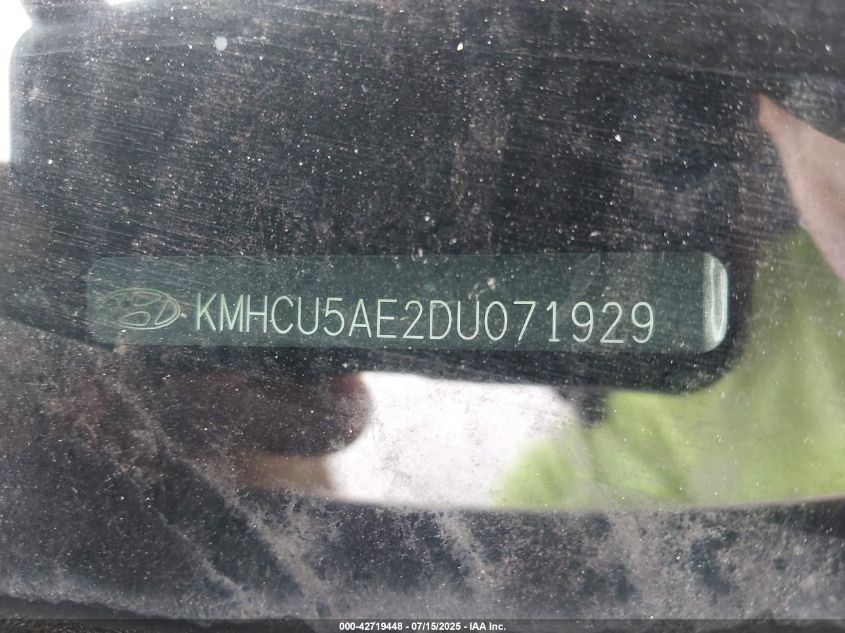 KMHCU5AE2DU071929
000-42719448 - 07/15/2025 - IAA Inc.